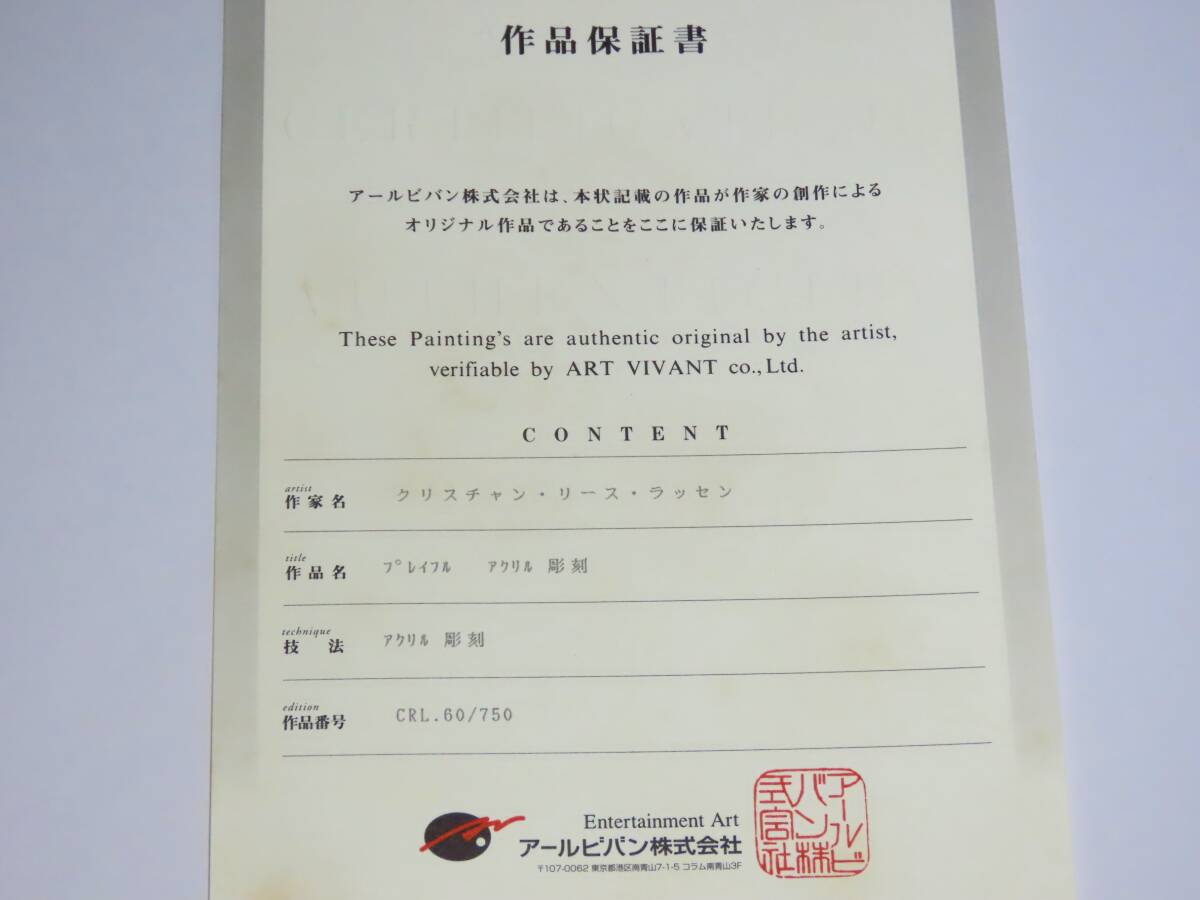 作品保証書
アールビバン株式会社は、本状記載の作品が作家の創作による
オリジナル作品であることをここに保証いたします。
These Painting's are authentic original by the artist,
verifiable by ART VIVANT co., Ltd.
CONTENT
artist
作家名 クリスチャン・リース・ラッセン
title
作品名 ﾌﾟﾚｲﾌﾙ ｱｸﾘﾙ 彫刻
technique
技法 ｱｸﾘﾙ 彫刻
edition
作品番号 CRL.60/750
Entertainment Art
アールビバン株式会社
〒107-0062 東京都港区南青山7-1-5 コラム南青山3F
アールビバン株式会社